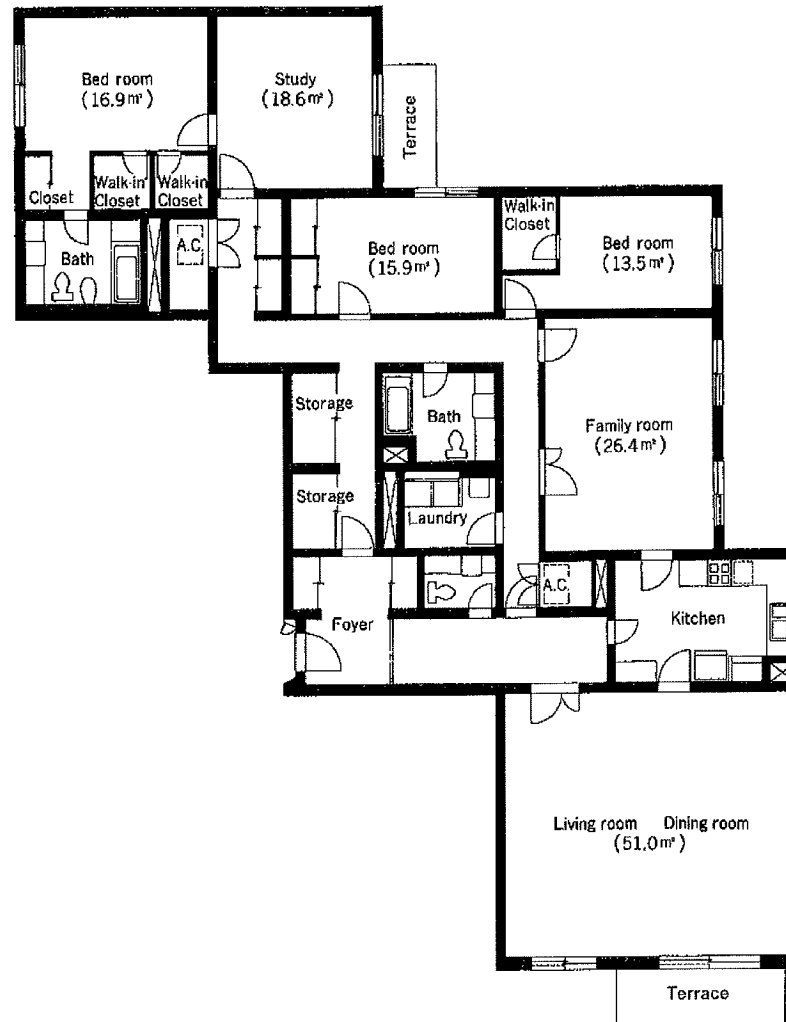 Bed room
(16.9㎡)
Study
(18.6㎡)
Terrace
Closet
Walk-in
Closet
Walk-in
Closet
Bath
A.C.
Bed room
(15.9㎡)
Walk-in
Closet
Bed room
(13.5㎡)
Storage
Bath
Family room
(26.4㎡)
Storage
Laundry
A.C.
Foyer
Kitchen
Living room Dining room
(51.0㎡)
Terrace